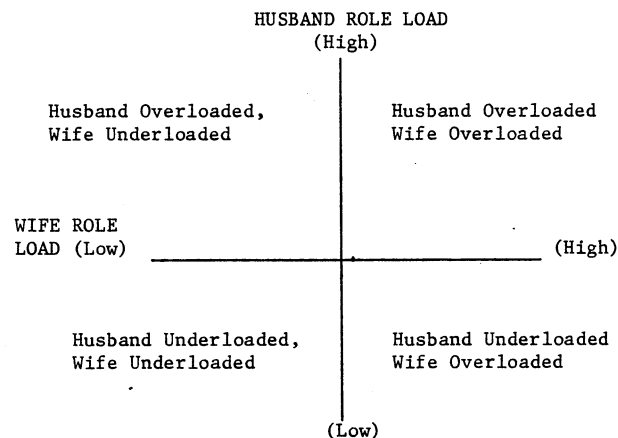 HUSBAND ROLE LOAD
(High)
Husband Overloaded,
Wife Underloaded
Husband Overloaded
Wife Overloaded
WIFE ROLE
LOAD (Low)
(High)
Husband Underloaded,
Wife Underloaded
Husband Underloaded
Wife Overloaded
(Low)